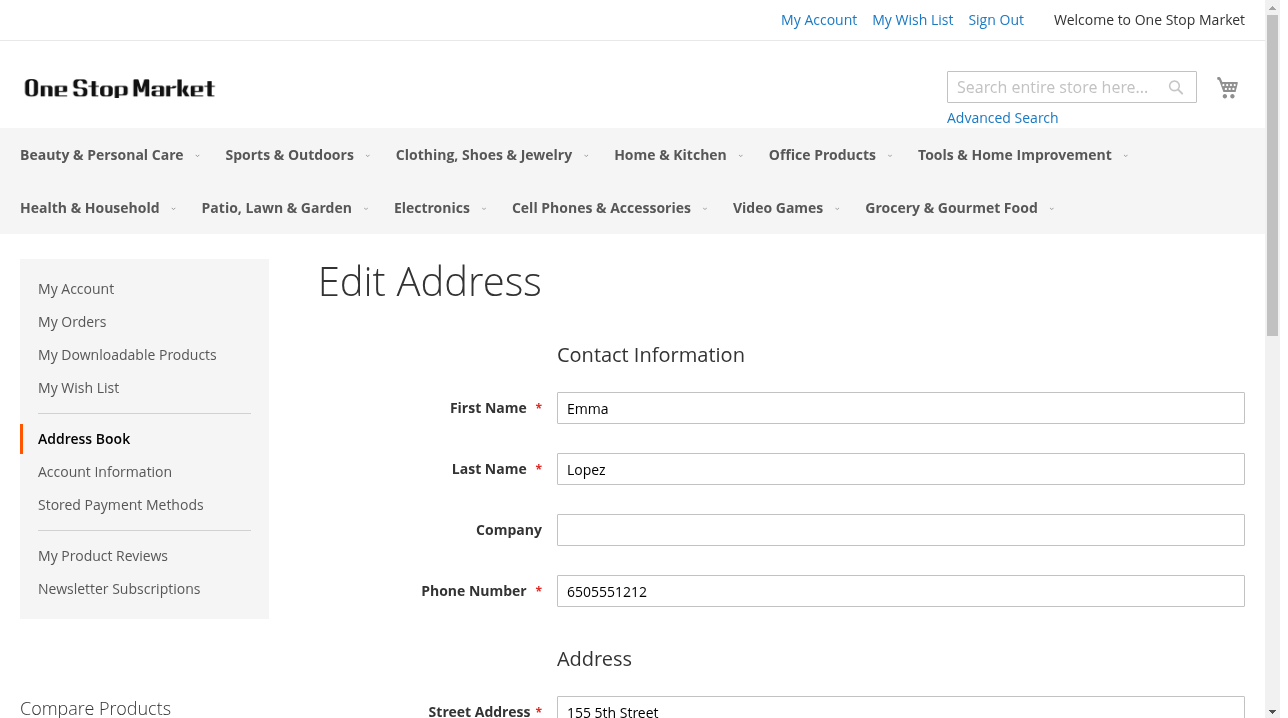 My Account My Wish List Sign Out Welcome to One Stop Market
One Stop Market
Search entire store here...
Advanced Search
Beauty & Personal Care Sports & Outdoors Clothing, Shoes & Jewelry Home & Kitchen Office Products Tools & Home Improvement
Health & Household Patio, Lawn & Garden Electronics Cell Phones & Accessories Video Games Grocery & Gourmet Food
My Account
My Orders
My Downloadable Products
My Wish List
Address Book
Account Information
Stored Payment Methods
My Product Reviews
Newsletter Subscriptions
Compare Products
Edit Address
Contact Information
First Name * Emma
Last Name * Lopez
Company
Phone Number * 6505551212
Address
Street Address * 155 5th Street